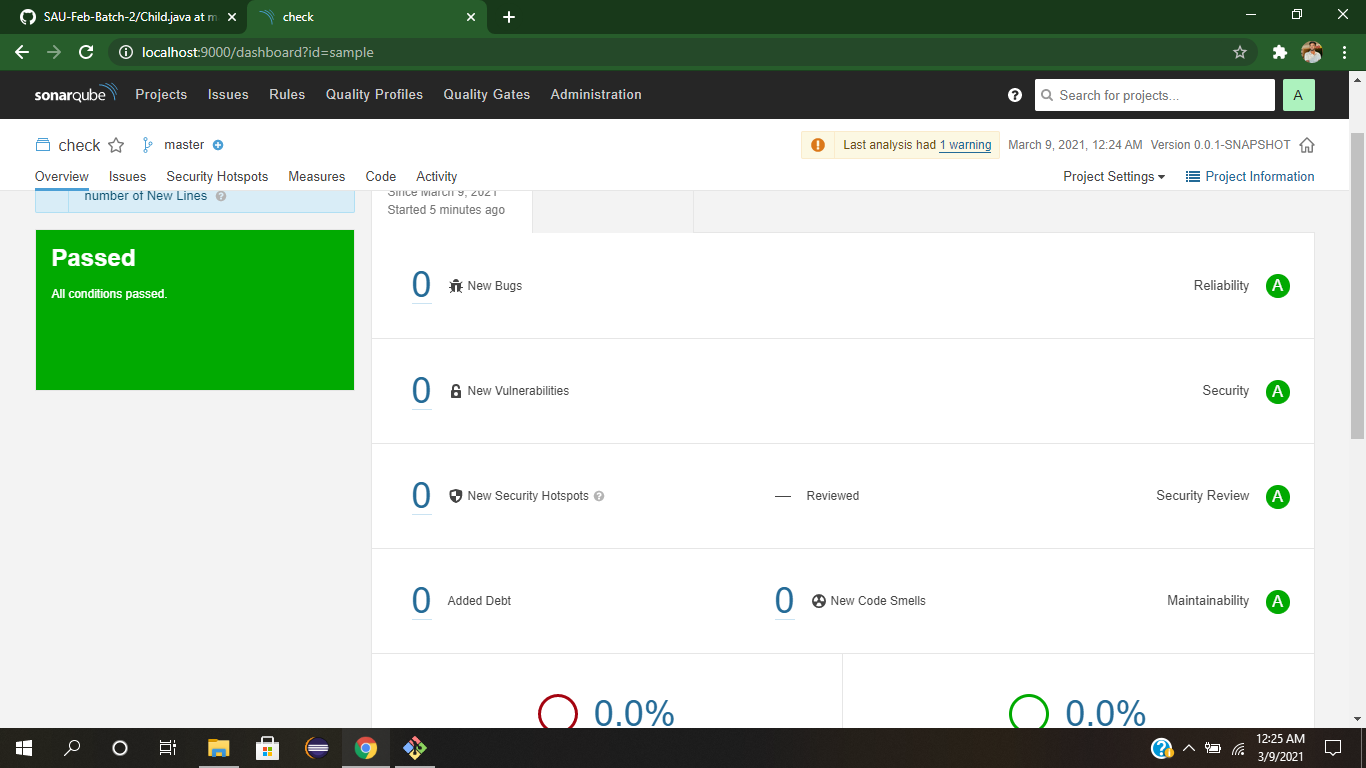 SAU-Feb-Batch-2/Child.java at m
check
localhost:9000/dashboard?id=sample
sonarqube Projects Issues Rules Quality Profiles Quality Gates Administration
Search for projects...
A
check master
Last analysis had 1 warning March 9, 2021, 12:24 AM Version 0.0.1-SNAPSHOT
Overview Issues Security Hotspots Measures Code Activity Project Settings Project Information
number of New Lines
Since March 9, 2021
Started 5 minutes ago
Passed
All conditions passed.
0 New Bugs Reliability A
0 New Vulnerabilities Security A
0 New Security Hotspots — Reviewed Security Review A
0 Added Debt 0 New Code Smells Maintainability A
0.0% 0.0%
12:25 AM
3/9/2021